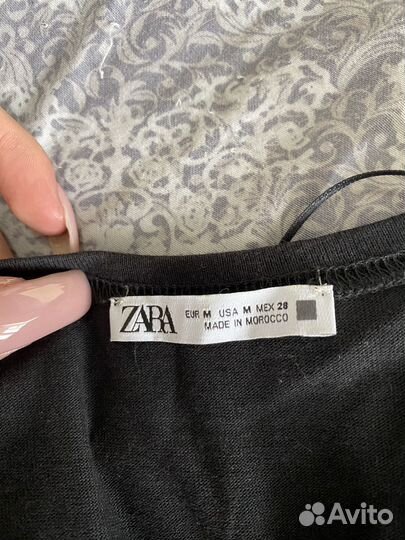 ZARA
EUR M USA M MEX 28
MADE IN MOROCCO
Avito